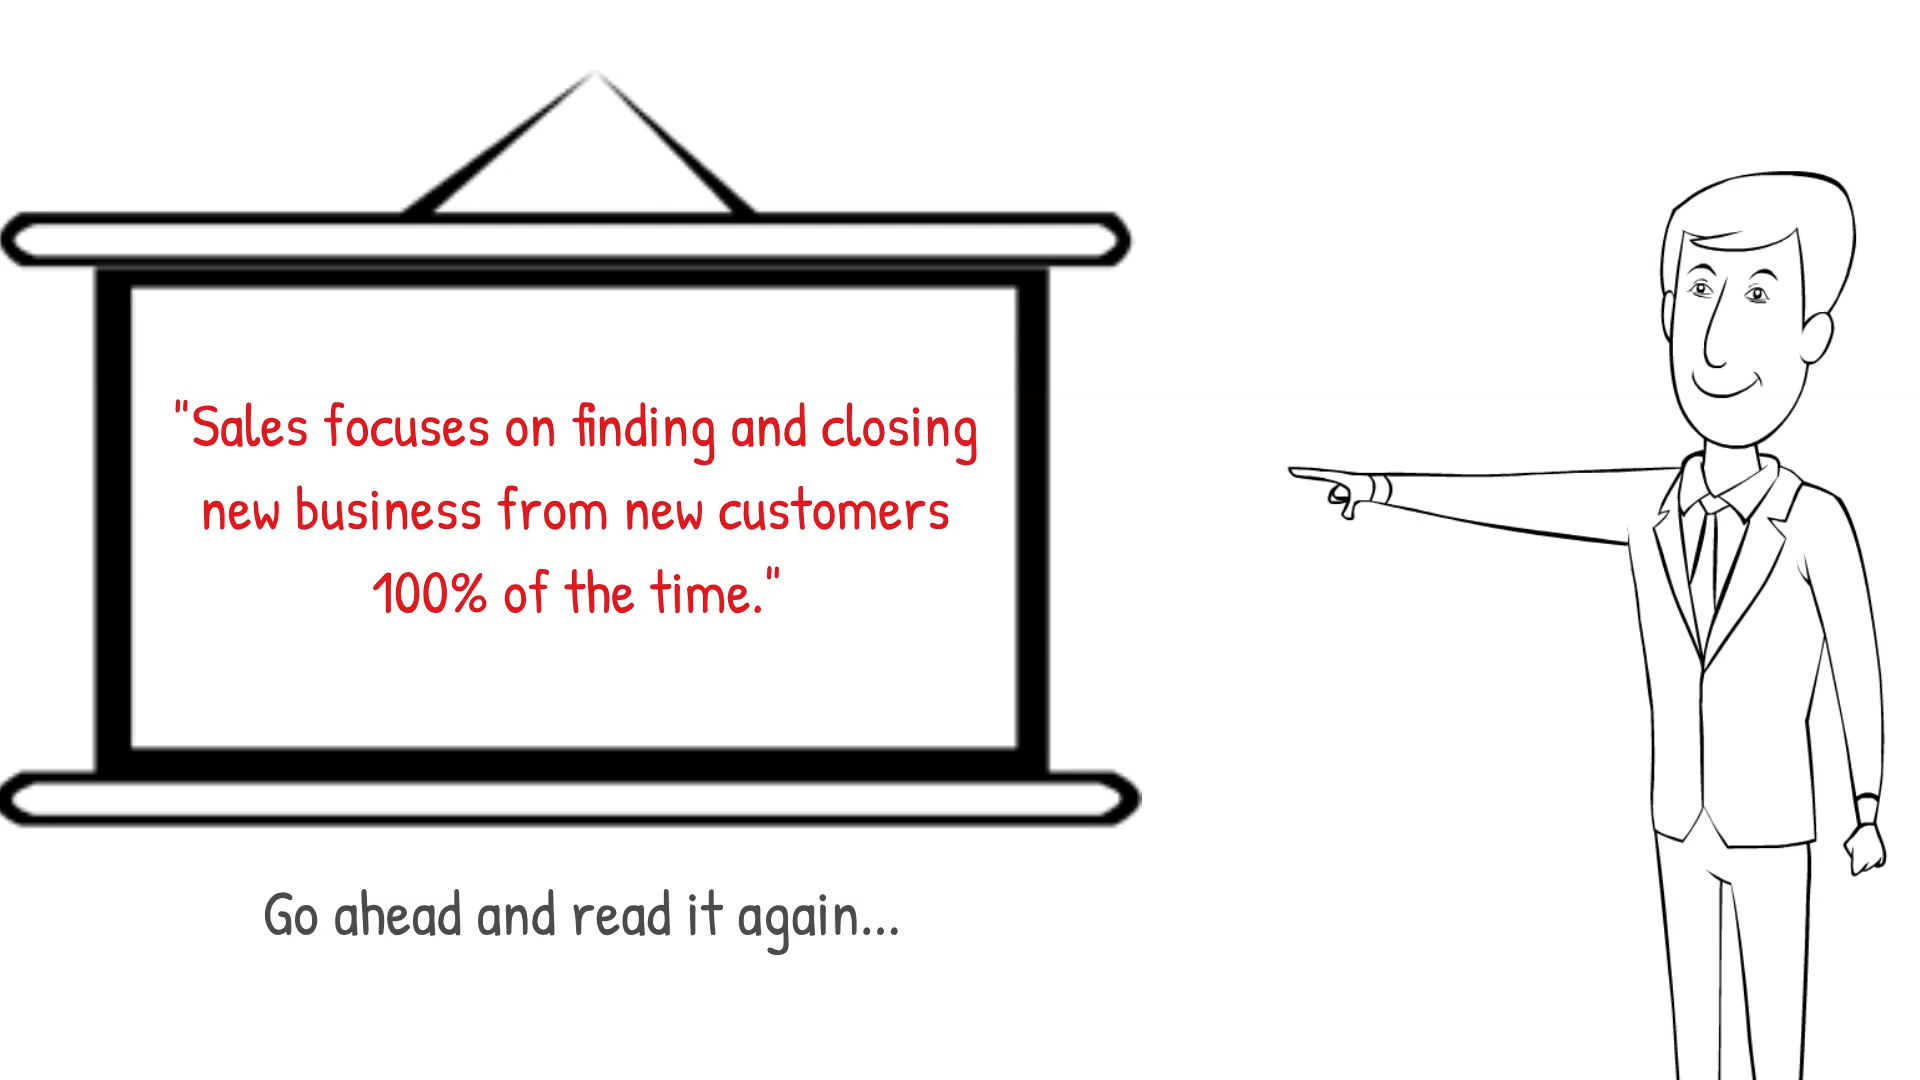 "Sales focuses on finding and closing
new business from new customers
100% of the time."
Go ahead and read it again...